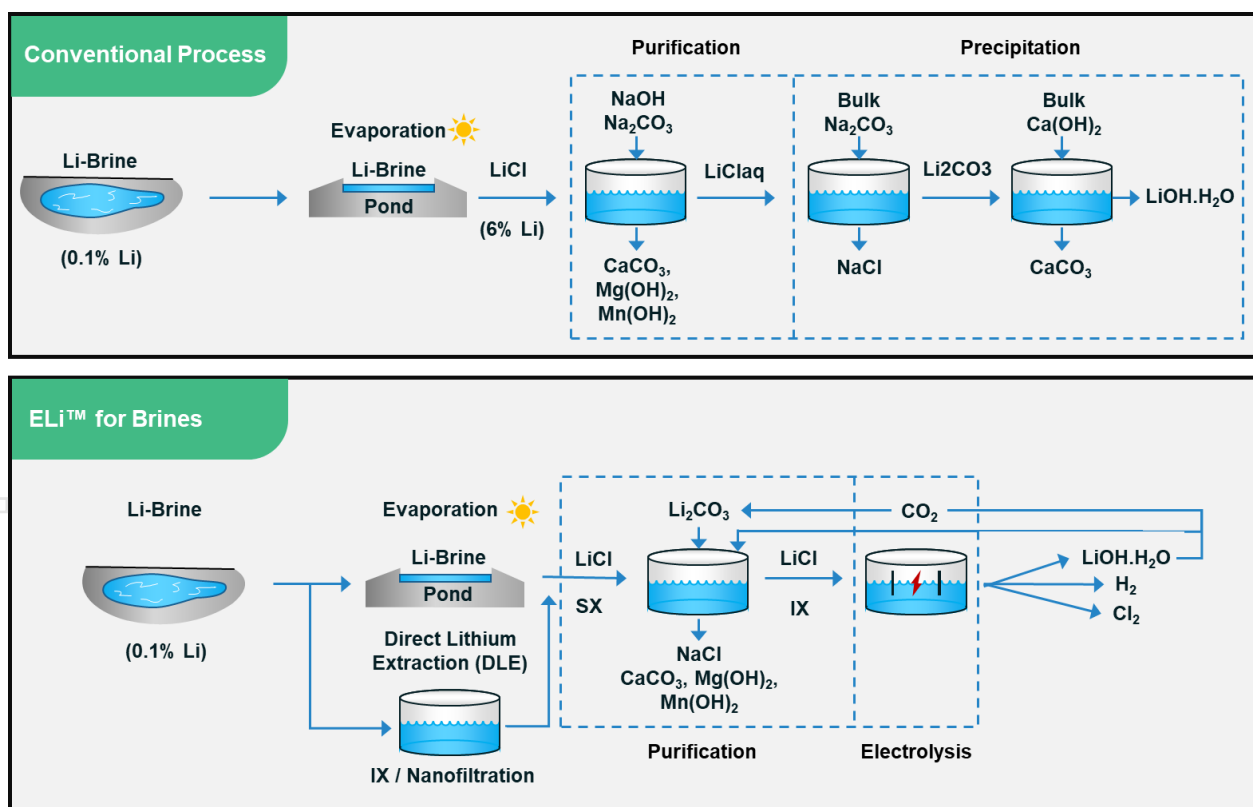 Conventional Process
Purification
Precipitation
NaOH
Na₂CO₃
Bulk
Na₂CO₃
Bulk
Ca(OH)₂
Evaporation
Li-Brine
Li-Brine
Pond
LiCl
(6% Li)
LiClaq
Li2CO3
LiOH.H₂O
(0.1% Li)
CaCO₃,
Mg(OH)₂,
Mn(OH)₂
NaCl
CaCO₃
ELi™ for Brines
Li-Brine
Evaporation
Li₂CO₃
CO₂
Li-Brine
Pond
LiCl
SX
LiCl
IX
LiOH.H₂O
H₂
Cl₂
(0.1% Li)
Direct Lithium
Extraction (DLE)
NaCl
CaCO₃, Mg(OH)₂,
Mn(OH)₂
IX / Nanofiltration
Purification
Electrolysis